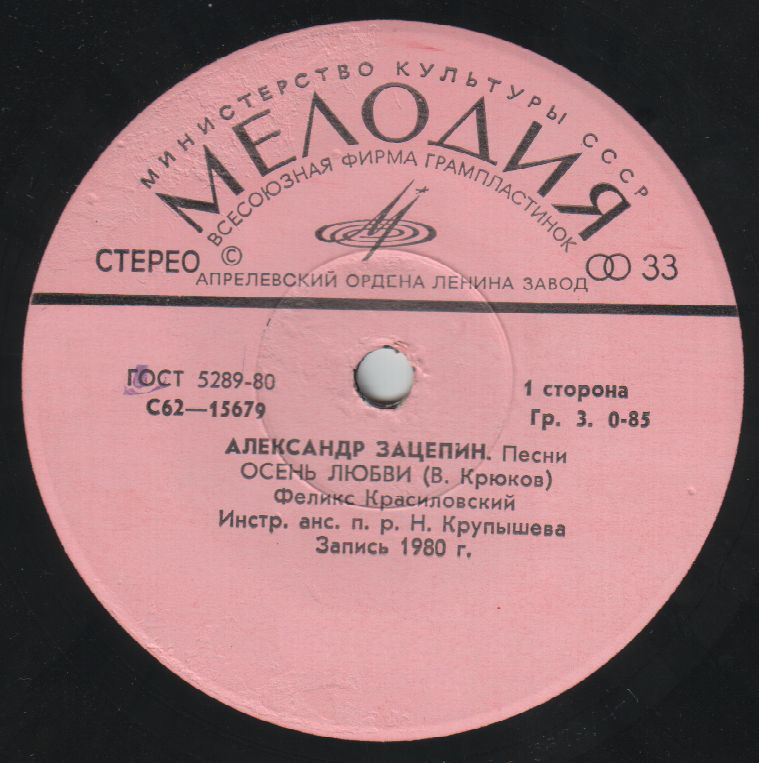 МИНИСТЕРСТВО КУЛЬТУРЫ СССР
МЕЛОДИЯ
ВСЕСОЮЗНАЯ ФИРМА ГРАМПЛАСТИНОК
СТЕРЕО ©
33
АПРЕЛЕВСКИЙ ОРДЕНА ЛЕНИНА ЗАВОД
ГОСТ 5289-80
С62—15679
1 сторона
Гр. 3. 0-85
АЛЕКСАНДР ЗАЦЕПИН. Песни
ОСЕНЬ ЛЮБВИ (В. Крюков)
Феликс Красиловский
Инстр. анс. п. р. Н. Крупышева
Запись 1980 г.